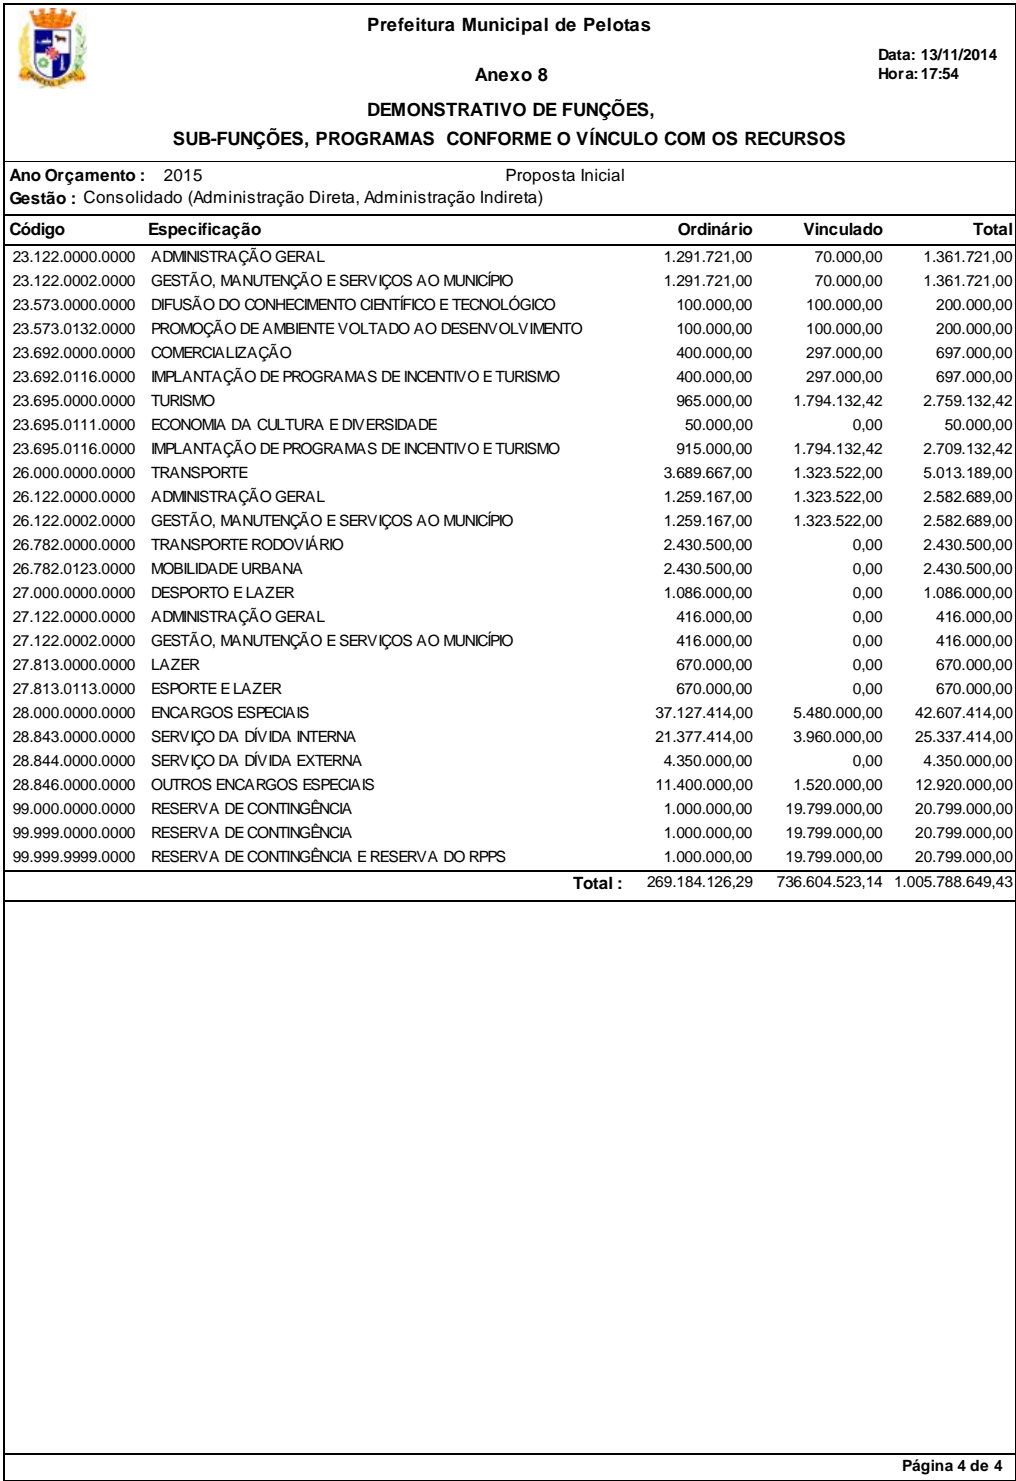 Prefeitura Municipal de Pelotas
Data: 13/11/2014
Anexo 8
Hora: 17:54
DEMONSTRATIVO DE FUNÇÕES,
SUB-FUNÇÕES, PROGRAMAS CONFORME O VÍNCULO COM OS RECURSOS
Ano Orçamento : 2015 Proposta Inicial
Gestão : Consolidado (Administração Direta, Administração Indireta)
Código Especificação Ordinário Vinculado Total
23.122.0000.0000 ADMINISTRAÇÃO GERAL 1.291.721,00 70.000,00 1.361.721,00
23.122.0002.0000 GESTÃO, MANUTENÇÃO E SERVIÇOS AO MUNICÍPIO 1.291.721,00 70.000,00 1.361.721,00
23.573.0000.0000 DIFUSÃO DO CONHECIMENTO CIENTÍFICO E TECNOLÓGICO 100.000,00 100.000,00 200.000,00
23.573.0132.0000 PROMOÇÃO DE AMBIENTE VOLTADO AO DESENVOLVIMENTO 100.000,00 100.000,00 200.000,00
23.692.0000.0000 COMERCIALIZAÇÃO 400.000,00 297.000,00 697.000,00
23.692.0116.0000 IMPLANTAÇÃO DE PROGRAMAS DE INCENTIVO E TURISMO 400.000,00 297.000,00 697.000,00
23.695.0000.0000 TURISMO 965.000,00 1.794.132,42 2.759.132,42
23.695.0111.0000 ECONOMIA DA CULTURA E DIVERSIDADE 50.000,00 0,00 50.000,00
23.695.0116.0000 IMPLANTAÇÃO DE PROGRAMAS DE INCENTIVO E TURISMO 915.000,00 1.794.132,42 2.709.132,42
26.000.0000.0000 TRANSPORTE 3.689.667,00 1.323.522,00 5.013.189,00
26.122.0000.0000 ADMINISTRAÇÃO GERAL 1.259.167,00 1.323.522,00 2.582.689,00
26.122.0002.0000 GESTÃO, MANUTENÇÃO E SERVIÇOS AO MUNICÍPIO 1.259.167,00 1.323.522,00 2.582.689,00
26.782.0000.0000 TRANSPORTE RODOVIÁRIO 2.430.500,00 0,00 2.430.500,00
26.782.0123.0000 MOBILIDADE URBANA 2.430.500,00 0,00 2.430.500,00
27.000.0000.0000 DESPORTO E LAZER 1.086.000,00 0,00 1.086.000,00
27.122.0000.0000 ADMINISTRAÇÃO GERAL 416.000,00 0,00 416.000,00
27.122.0002.0000 GESTÃO, MANUTENÇÃO E SERVIÇOS AO MUNICÍPIO 416.000,00 0,00 416.000,00
27.813.0000.0000 LAZER 670.000,00 0,00 670.000,00
27.813.0113.0000 ESPORTE E LAZER 670.000,00 0,00 670.000,00
28.000.0000.0000 ENCARGOS ESPECIAIS 37.127.414,00 5.480.000,00 42.607.414,00
28.843.0000.0000 SERVIÇO DA DÍVIDA INTERNA 21.377.414,00 3.960.000,00 25.337.414,00
28.844.0000.0000 SERVIÇO DA DÍVIDA EXTERNA 4.350.000,00 0,00 4.350.000,00
28.846.0000.0000 OUTROS ENCARGOS ESPECIAIS 11.400.000,00 1.520.000,00 12.920.000,00
99.000.0000.0000 RESERVA DE CONTINGÊNCIA 1.000.000,00 19.799.000,00 20.799.000,00
99.999.0000.0000 RESERVA DE CONTINGÊNCIA 1.000.000,00 19.799.000,00 20.799.000,00
99.999.9999.0000 RESERVA DE CONTINGÊNCIA E RESERVA DO RPPS 1.000.000,00 19.799.000,00 20.799.000,00
Total : 269.184.126,29 736.604.523,14 1.005.788.649,43
Página 4 de 4